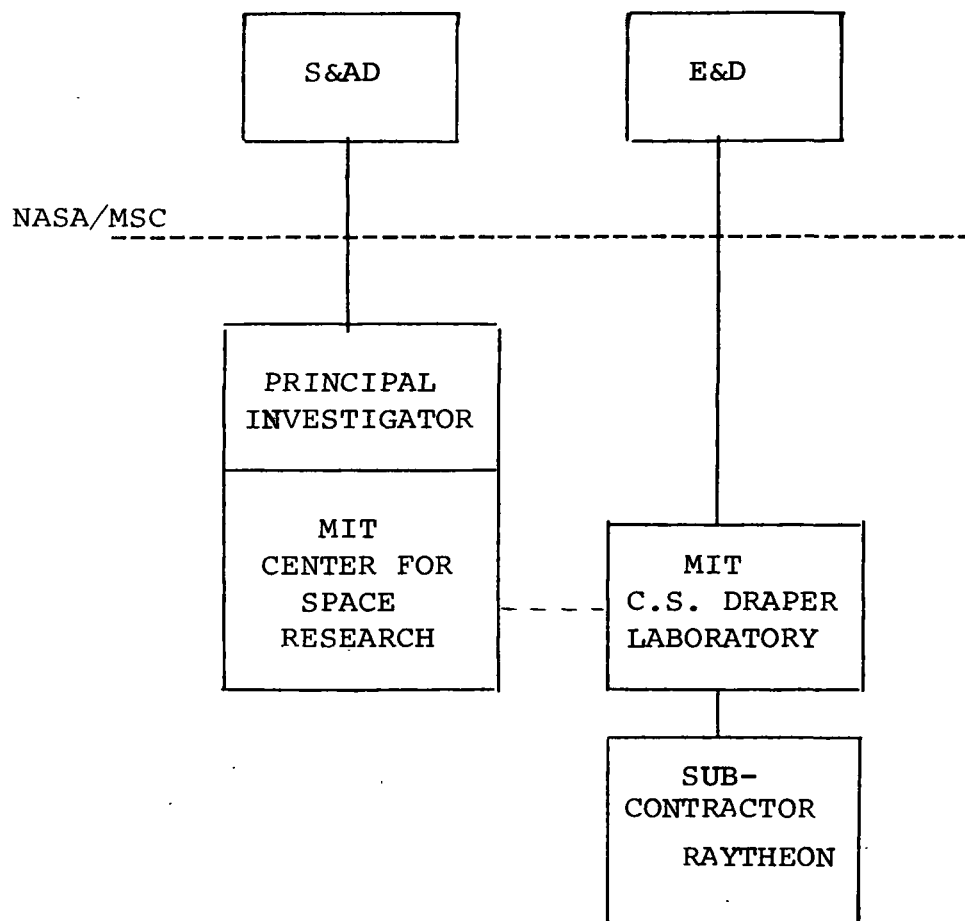 S&AD
E&D
NASA/MSC
PRINCIPAL
INVESTIGATOR
MIT
CENTER FOR
SPACE
RESEARCH
MIT
C.S. DRAPER
LABORATORY
SUB-
CONTRACTOR
RAYTHEON